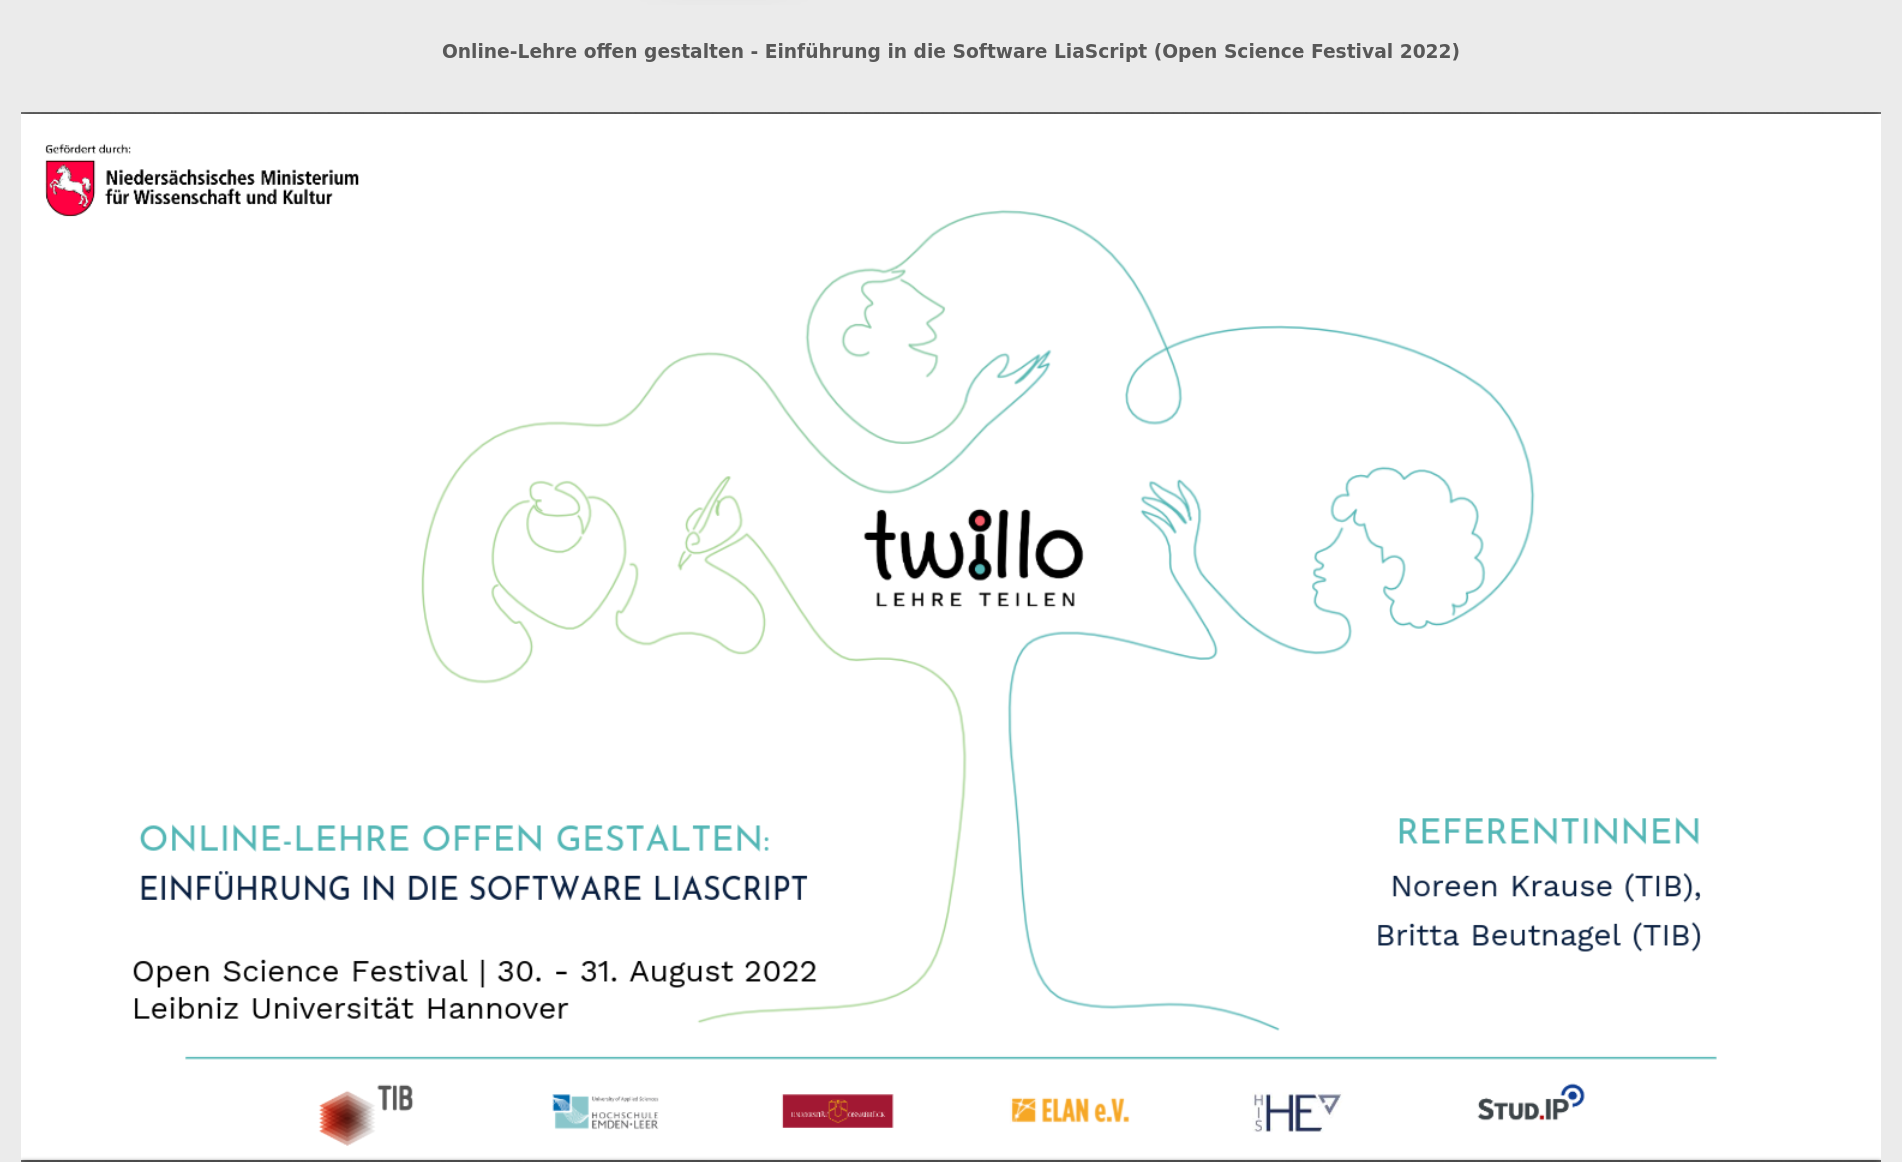 Online-Lehre offen gestalten - Einführung in die Software LiaScript (Open Science Festival 2022)
Gefördert durch:
Niedersächsisches Ministerium
für Wissenschaft und Kultur
twillo
LEHRE TEILEN
ONLINE-LEHRE OFFEN GESTALTEN:
EINFÜHRUNG IN DIE SOFTWARE LIASCRIPT
Open Science Festival | 30. - 31. August 2022
Leibniz Universität Hannover
REFERENTINNEN
Noreen Krause (TIB),
Britta Beutnagel (TIB)
TIB
University of Applied Sciences
HOCHSCHULE
EMDEN·LEER
UNIVERSITÄT OSNABRÜCK
ELAN e.V.
HIS HE
STUD.IP